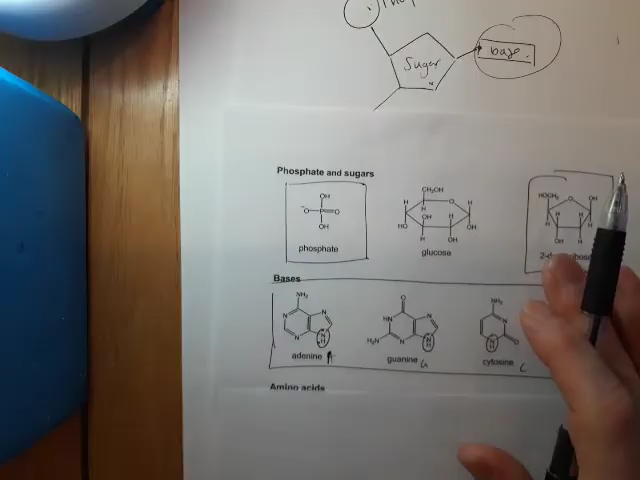 Sugar
base.
Phosphate and sugars
OH
-O P O
OH
phosphate
CH2OH
H
O
H
H
OH
H
HO
OH
H
OH
glucose
HOCH2
O
OH
H
H
H
H
OH
H
Bases
NH2
N
N
N
N
H
adenine A
O
HN
N
H2N
N
N
H
guanine G
NH2
N
N
H
O
cytosine C
Amino acids